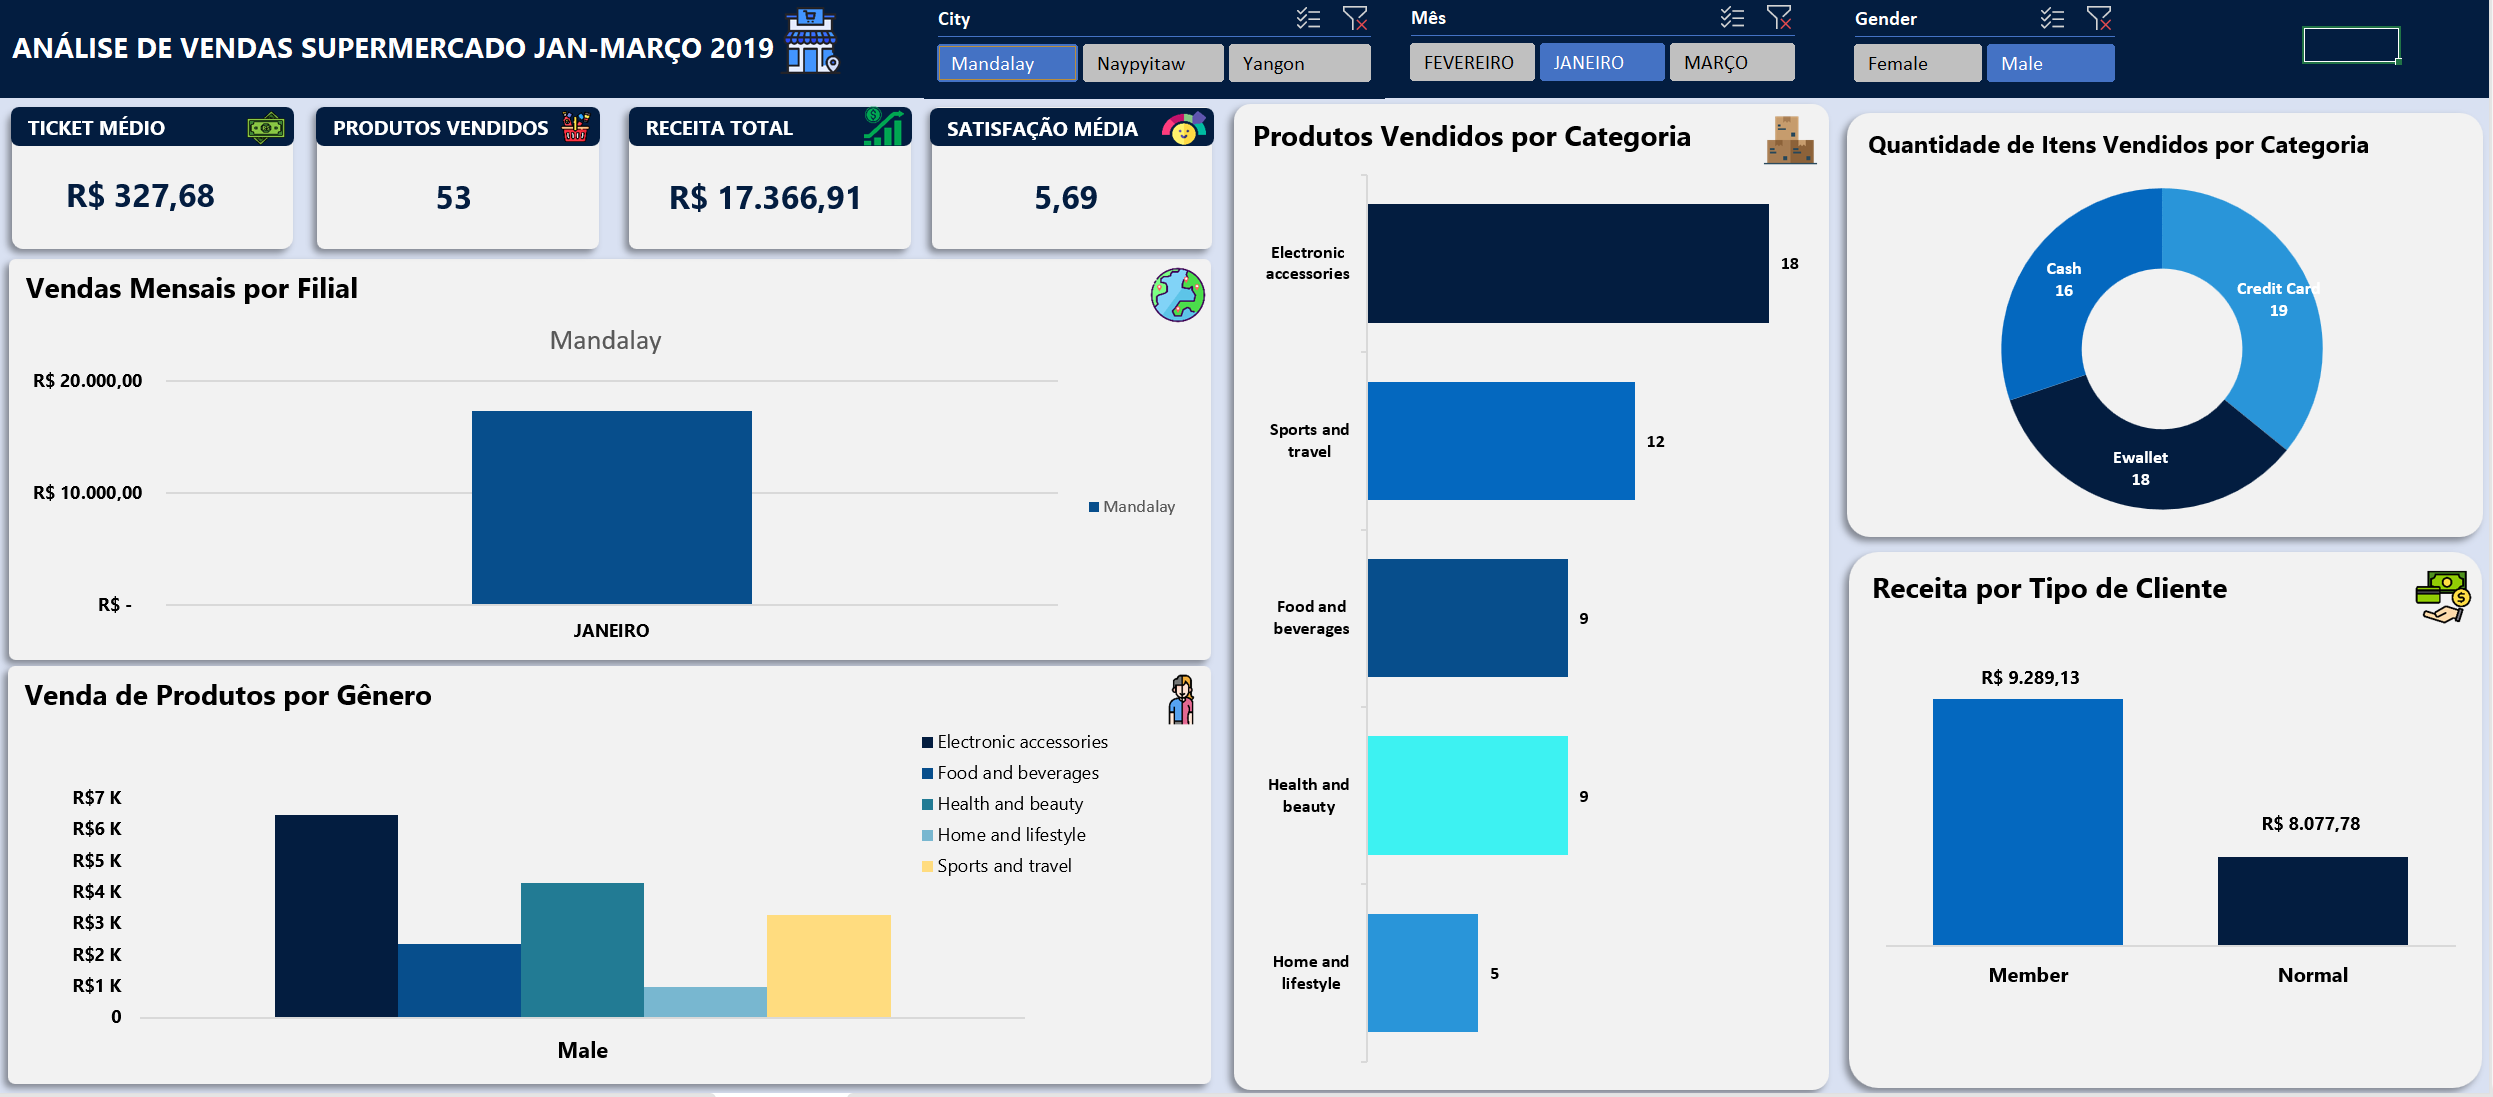 ANÁLISE DE VENDAS SUPERMERCADO JAN-MARÇO 2019
City
Mandalay
Naypyitaw
Yangon
Mês
FEVEREIRO
JANEIRO
MARÇO
Gender
Female
Male
TICKET MÉDIO
R$ 327,68
PRODUTOS VENDIDOS
53
RECEITA TOTAL
R$ 17.366,91
SATISFAÇÃO MÉDIA
5,69
Vendas Mensais por Filial
Mandalay
R$ 20.000,00
R$ 10.000,00
R$ -
JANEIRO
Mandalay
Venda de Produtos por Gênero
Electronic accessories
Food and beverages
Health and beauty
Home and lifestyle
Sports and travel
R$7 K
R$6 K
R$5 K
R$4 K
R$3 K
R$2 K
R$1 K
0
Male
Produtos Vendidos por Categoria
Electronic
accessories
18
Sports and
travel
12
Food and
beverages
9
Health and
beauty
9
Home and
lifestyle
5
Quantidade de Itens Vendidos por Categoria
Cash
16
Credit Card
19
Ewallet
18
Receita por Tipo de Cliente
R$ 9.289,13
R$ 8.077,78
Member
Normal